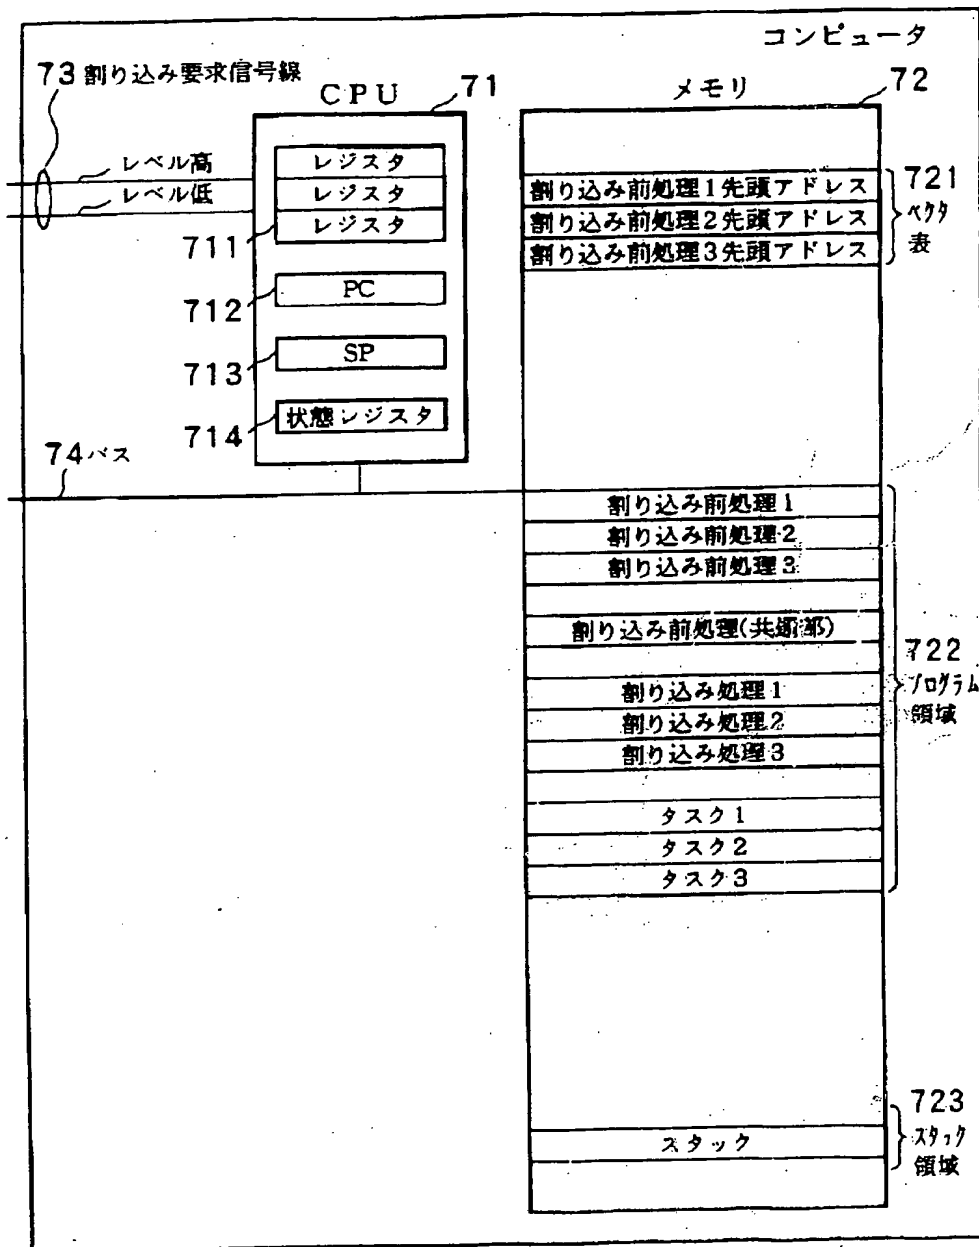 コンピュータ
73 割り込み要求信号線
CPU
71
メモリ
72
レベル高
レベル低
レジスタ
レジスタ
レジスタ
711
PC
712
SP
713
状態レジスタ
714
74 バス
割り込み前処理1先頭アドレス
割り込み前処理2先頭アドレス
割り込み前処理3先頭アドレス
721
ベクタ
表
割り込み前処理1
割り込み前処理2
割り込み前処理3
割り込み前処理(共通部)
割り込み処理1
割り込み処理2
割り込み処理3
タスク1
タスク2
タスク3
722
プログラム
領域
スタック
723
スタック
領域